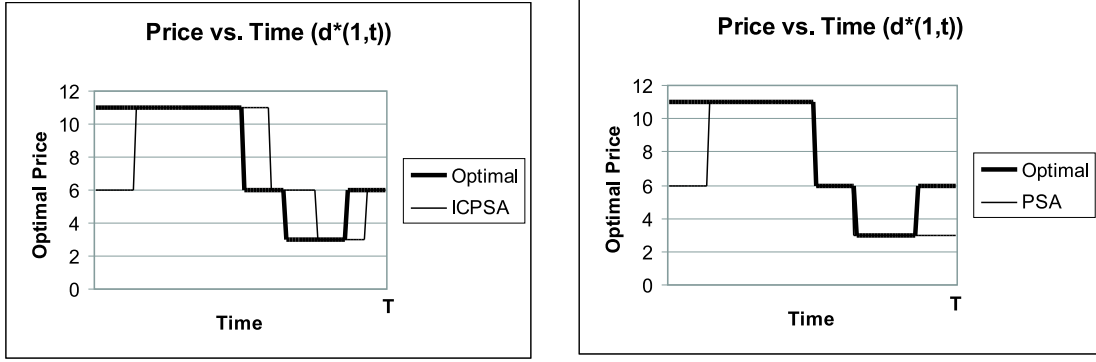 Price vs. Time (d*(1,t))
Optimal Price
12
10
8
6
4
2
0
T
Time
Optimal
ICPSA
Price vs. Time (d*(1,t))
Optimal Price
12
10
8
6
4
2
0
T
Time
Optimal
PSA